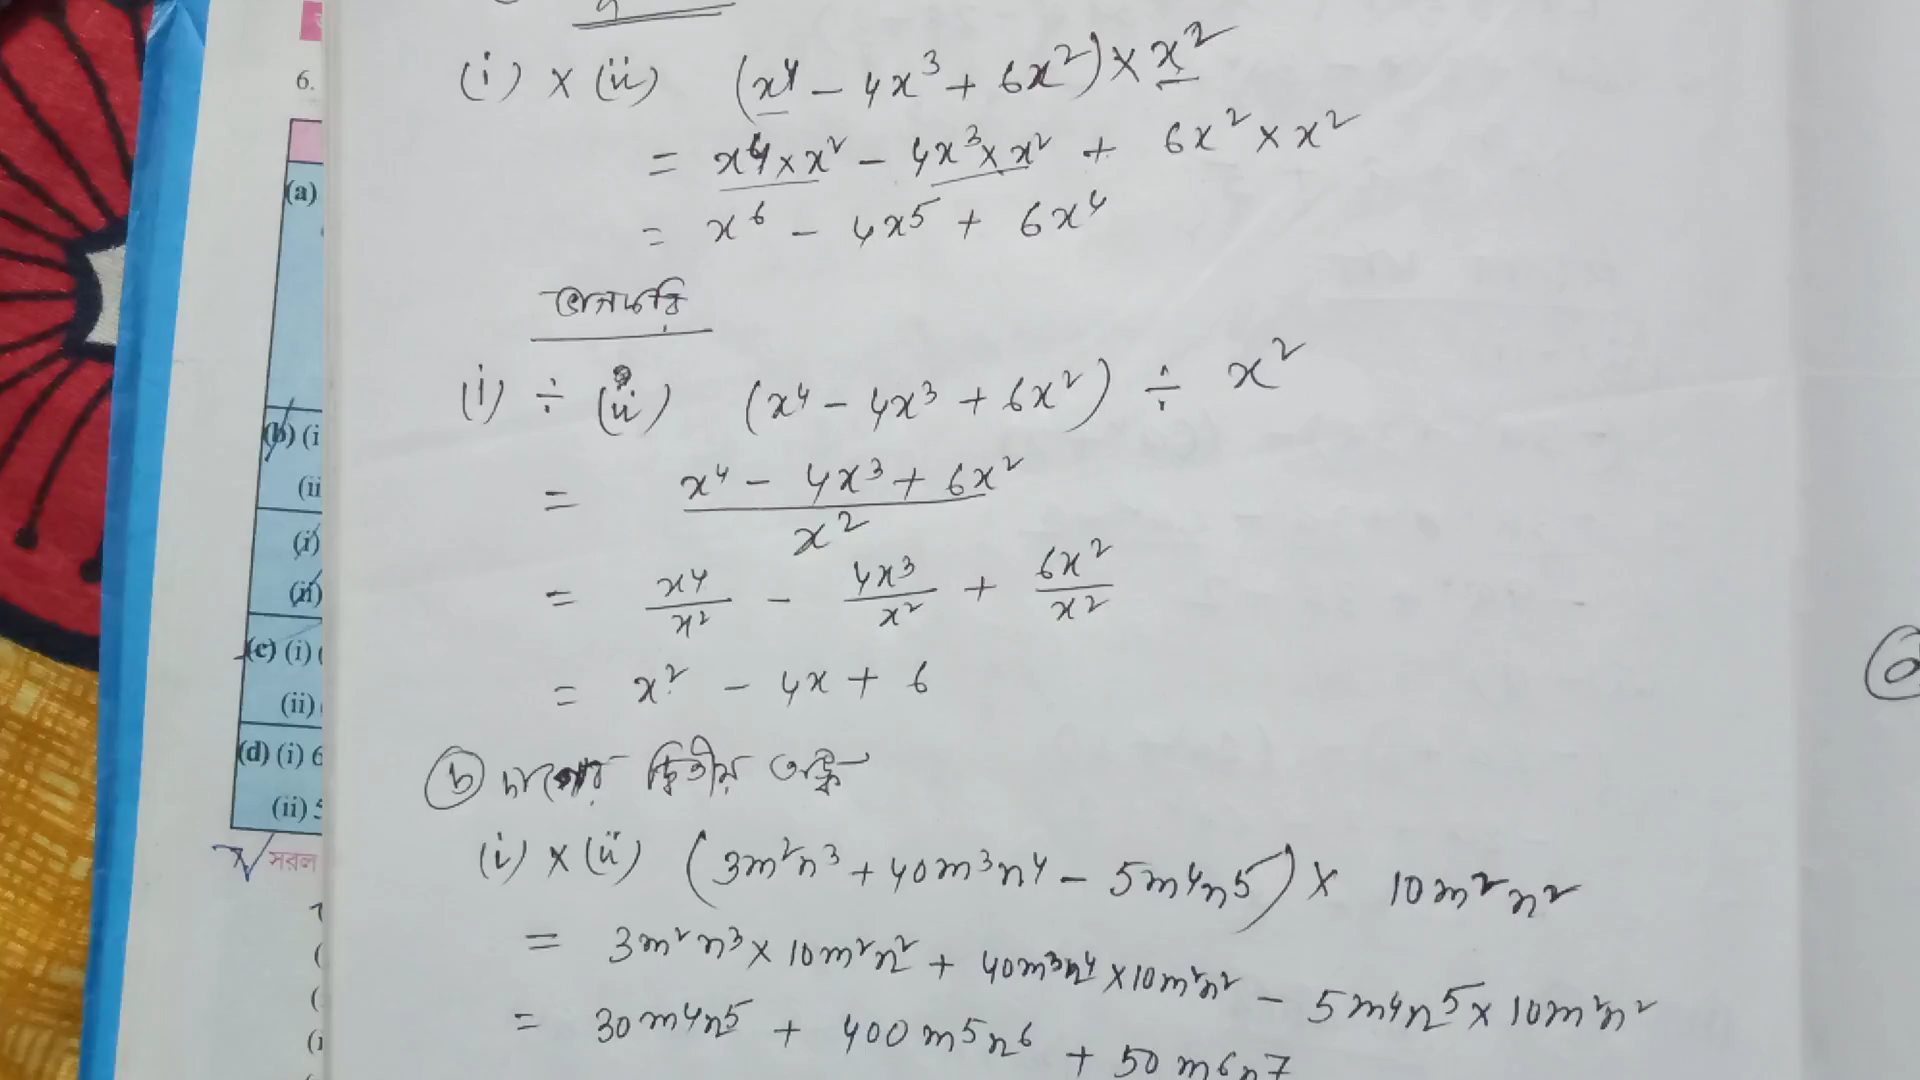 6.
(a)
(b) (i
(ii
(i)
(ii)
(c) (i) (
(ii)
(d) (i) 6
(ii) 5
সরল
(i) × (ii) (x⁴ - 4x³ + 6x²) × x²
= x⁴ × x² - 4x³ × x² + 6x² × x²
= x⁶ - 4x⁵ + 6x⁴
(i) ÷ (ii) (x⁴ - 4x³ + 6x²) ÷ x²
= x⁴ - 4x³ + 6x² / x²
= x⁴/x² - 4x³/x² + 6x²/x²
= x² - 4x + 6
(b) দ্বিতীয়
(i) × (ii) (3m²n³ + 40m³n⁴ - 5m⁴n⁵) × 10m²n²
= 3m²n³ × 10m²n² + 40m³n⁴ × 10m²n² - 5m⁴n⁵ × 10m²n²
= 30m⁴n⁵ + 400m⁵n⁶ + 50m⁶n⁷